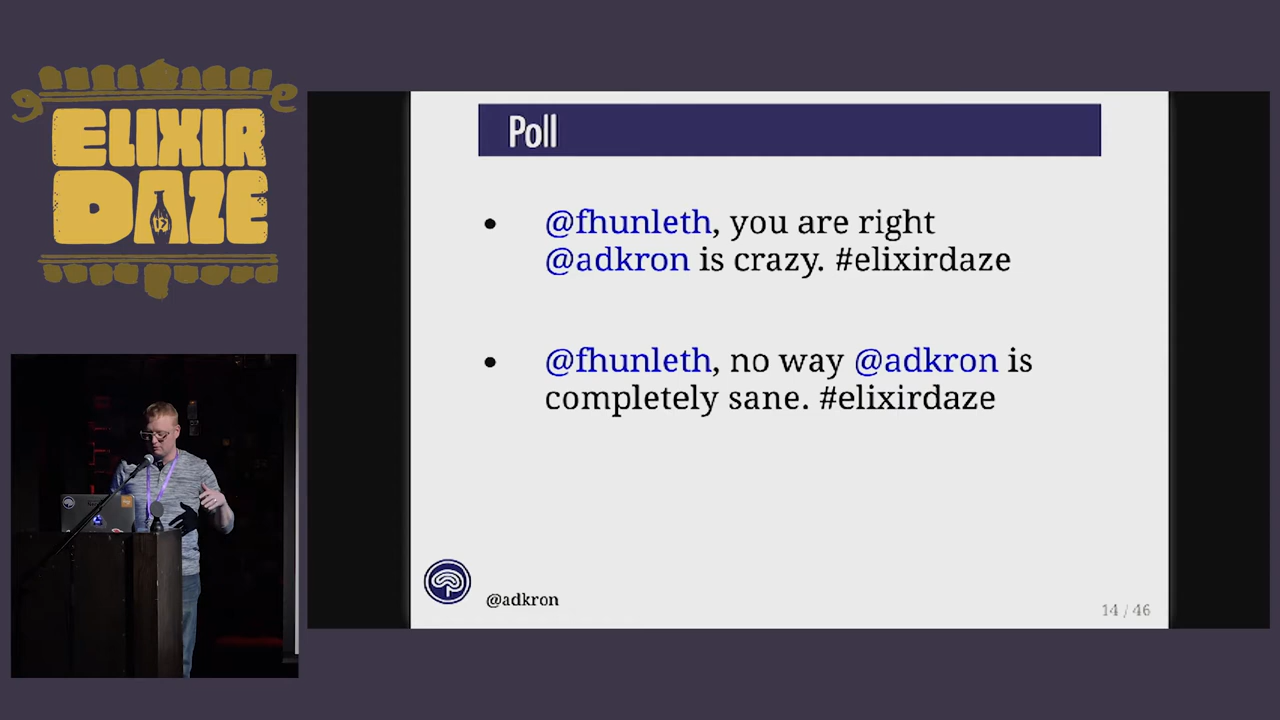 ELIXIR
DAZE
Poll
@fhunleth, you are right
@adkron is crazy. #elixirdaze
@fhunleth, no way @adkron is
completely sane. #elixirdaze
@adkron
14 / 46